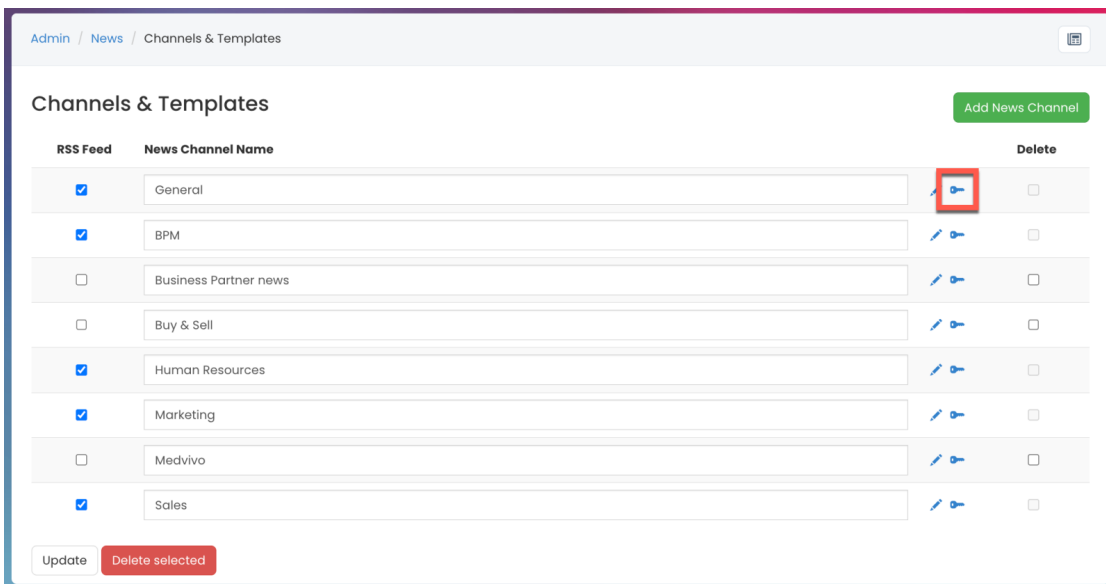 Admin / News / Channels & Templates
Channels & Templates
Add News Channel
RSS Feed News Channel Name Delete
General
BPM
Business Partner news
Buy & Sell
Human Resources
Marketing
Medvivo
Sales
Update Delete selected